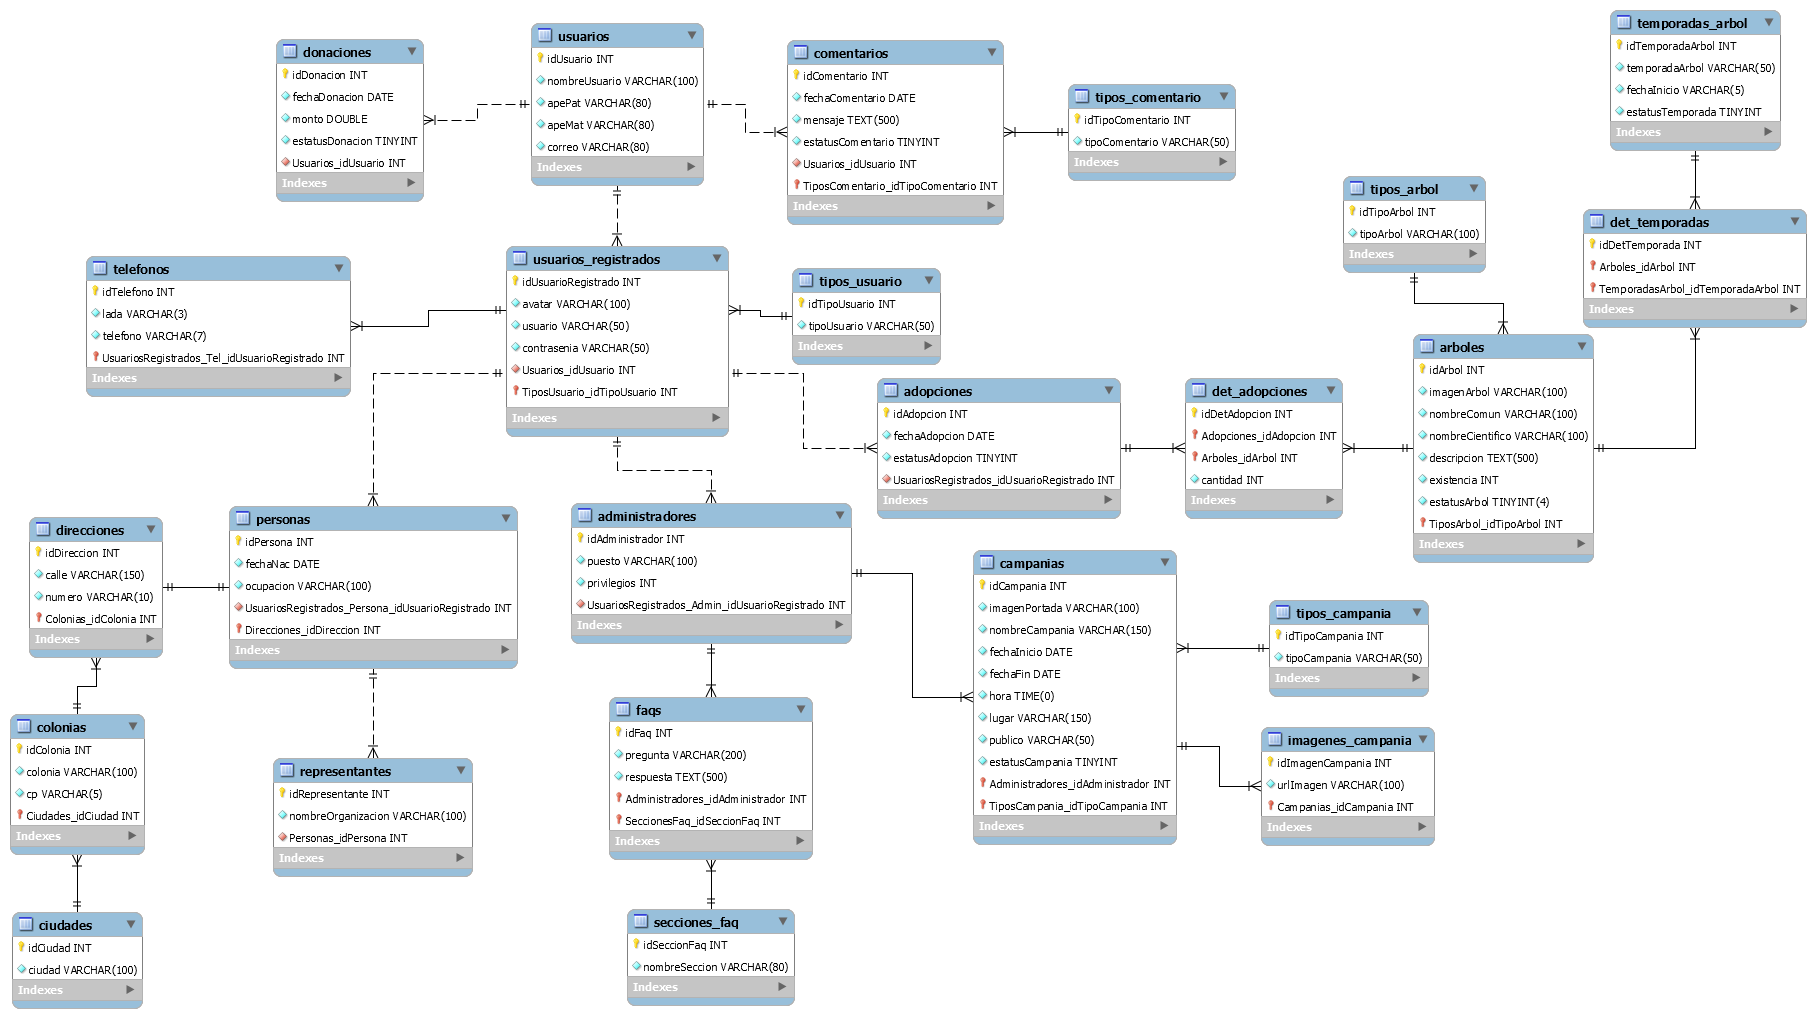 donaciones
idDonacion INT
fechaDonacion DATE
monto DOUBLE
estatusDonacion TINYINT
Usuarios_idUsuario INT
Indexes
usuarios
idUsuario INT
nombreUsuario VARCHAR(100)
apePat VARCHAR(80)
apeMat VARCHAR(80)
correo VARCHAR(80)
Indexes
comentarios
idComentario INT
fechaComentario DATE
mensaje TEXT(500)
estatusComentario TINYINT
Usuarios_idUsuario INT
TiposComentario_idTipoComentario INT
Indexes
tipos_comentario
idTipoComentario INT
tipoComentario VARCHAR(50)
Indexes
temporadas_arbol
idTemporadaArbol INT
temporadaArbol VARCHAR(50)
fechaInicio VARCHAR(5)
estatusTemporada TINYINT
Indexes
tipos_arbol
idTipoArbol INT
tipoArbol VARCHAR(100)
Indexes
det_temporadas
idDetTemporada INT
Arboles_idArbol INT
TemporadasArbol_idTemporadaArbol INT
Indexes
telefonos
idTelefono INT
lada VARCHAR(3)
telefono VARCHAR(7)
UsuariosRegistrados_Tel_idUsuarioRegistrado INT
Indexes
usuarios_registrados
idUsuarioRegistrado INT
avatar VARCHAR(100)
usuario VARCHAR(50)
contrasenia VARCHAR(50)
Usuarios_idUsuario INT
TiposUsuario_idTipoUsuario INT
Indexes
tipos_usuario
idTipoUsuario INT
tipoUsuario VARCHAR(50)
Indexes
adopciones
idAdopcion INT
fechaAdopcion DATE
estatusAdopcion TINYINT
UsuariosRegistrados_idUsuarioRegistrado INT
Indexes
det_adopciones
idDetAdopcion INT
Adopciones_idAdopcion INT
Arboles_idArbol INT
cantidad INT
Indexes
arboles
idArbol INT
imagenArbol VARCHAR(100)
nombreComun VARCHAR(100)
nombreCientifico VARCHAR(100)
descripcion TEXT(500)
existencia INT
estatusArbol TINYINT(4)
TiposArbol_idTipoArbol INT
Indexes
direcciones
idDireccion INT
calle VARCHAR(150)
numero VARCHAR(10)
Colonias_idColonia INT
Indexes
personas
idPersona INT
fechaNac DATE
ocupacion VARCHAR(100)
UsuariosRegistrados_Persona_idUsuarioRegistrado INT
Direcciones_idDireccion INT
Indexes
administradores
idAdministrador INT
puesto VARCHAR(100)
privilegios INT
UsuariosRegistrados_Admin_idUsuarioRegistrado INT
Indexes
campanias
idCampania INT
imagenPortada VARCHAR(100)
nombreCampania VARCHAR(150)
fechaInicio DATE
fechaFin DATE
hora TIME(0)
lugar VARCHAR(150)
publico VARCHAR(50)
estatusCampania TINYINT
Administradores_idAdministrador INT
TiposCampania_idTipoCampania INT
Indexes
tipos_campania
idTipoCampania INT
tipoCampania VARCHAR(50)
Indexes
imagenes_campania
idImagenCampania INT
urlImagen VARCHAR(100)
Campanias_idCampania INT
Indexes
colonias
idColonia INT
colonia VARCHAR(100)
cp VARCHAR(5)
Ciudades_idCiudad INT
Indexes
representantes
idRepresentante INT
nombreOrganizacion VARCHAR(100)
Personas_idPersona INT
Indexes
faqs
idFaq INT
pregunta VARCHAR(200)
respuesta TEXT(500)
Administradores_idAdministrador INT
SeccionesFaq_idSeccionFaq INT
Indexes
ciudades
idCiudad INT
ciudad VARCHAR(100)
Indexes
secciones_faq
idSeccionFaq INT
nombreSeccion VARCHAR(80)
Indexes